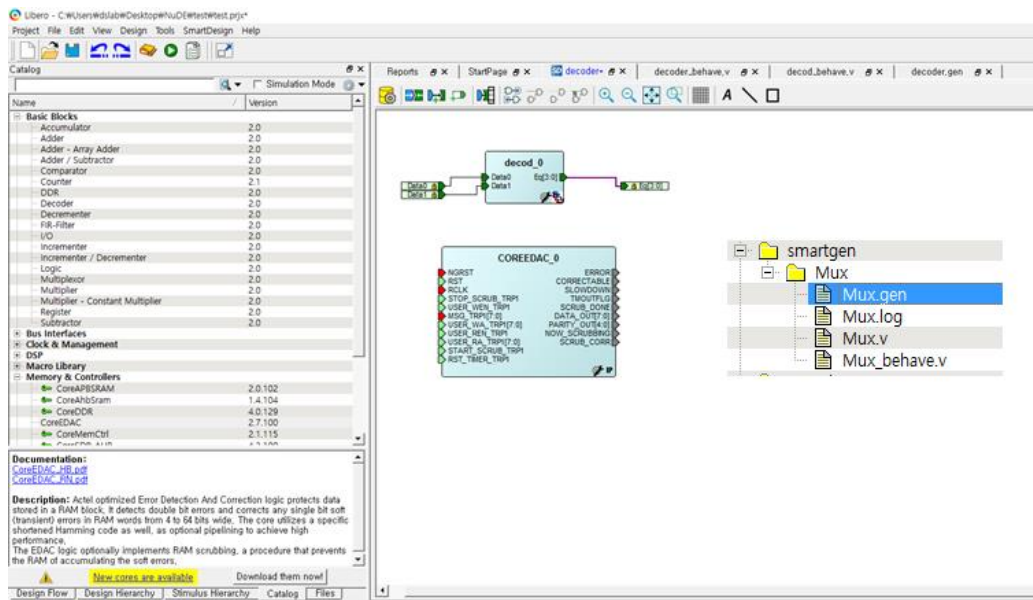 Libero - C:₩Users₩dslab₩Desktop₩NuDE₩test₩test.prjx*
Project File Edit View Design Tools SmartDesign Help
Catalog
Simulation Mode
Name / Version
Basic Blocks
Accumulator 2.0
Adder 2.0
Adder - Array Adder 2.0
Adder / Subtractor 2.0
Comparator 2.0
Counter 2.1
DDR 2.0
Decoder 2.0
Decrementer 2.0
FIR-Filter 2.0
I/O 2.0
Incrementer 2.0
Incrementer / Decrementer 2.0
Logic 2.0
Multiplexor 2.0
Multiplier 2.0
Multiplier - Constant Multiplier 2.0
Register 2.0
Subtractor 2.0
Bus Interfaces
Clock & Management
DSP
Macro Library
Memory & Controllers
CoreAPBSRAM 2.0.102
CoreAhbSram 1.4.104
CoreDDR 4.0.129
CoreEDAC 2.7.100
CoreMemCtrl 2.1.115
Documentation:
CoreEDAC_HB.pdf
CoreEDAC_RN.pdf
Description: Actel optimized Error Detection And Correction logic protects data
stored in a RAM block. It detects double bit errors and corrects any single bit soft
(transient) errors in RAM words from 4 to 64 bits wide. The core utilizes a specific
shortened Hamming code as well, as optional pipelining to achieve high
performance.
The EDAC logic optionally implements RAM scrubbing, a procedure that prevents
the RAM of accumulating the soft errors.
New cores are available Download them now!
Design Flow Design Hierarchy Stimulus Hierarchy Catalog Files
Reports StartPage decoder* decoder_behave.v decod_behave.v decoder.gen
A
decod_0
Data0 Data0 Eq[3:0] Eq[3:0]
Data1 Data1
COREEDAC_0
NGRST ERROR
RST CORRECTABLE
RCLK SLOWDOWN
STOP_SCRUB_TRPI TMOUTFLG
USER_WEN_TRPI SCRUB_DONE
MSG_TRPI[7:0] DATA_OUT[7:0]
USER_WA_TRPI[7:0] PARITY_OUT[4:0]
USER_REN_TRPI NOW_SCRUBBING
USER_RA_TRPI[7:0] SCRUB_CORR
START_SCRUB_TRPI
RST_TIMER_TRPI
IP
smartgen
Mux
Mux.gen
Mux.log
Mux.v
Mux_behave.v